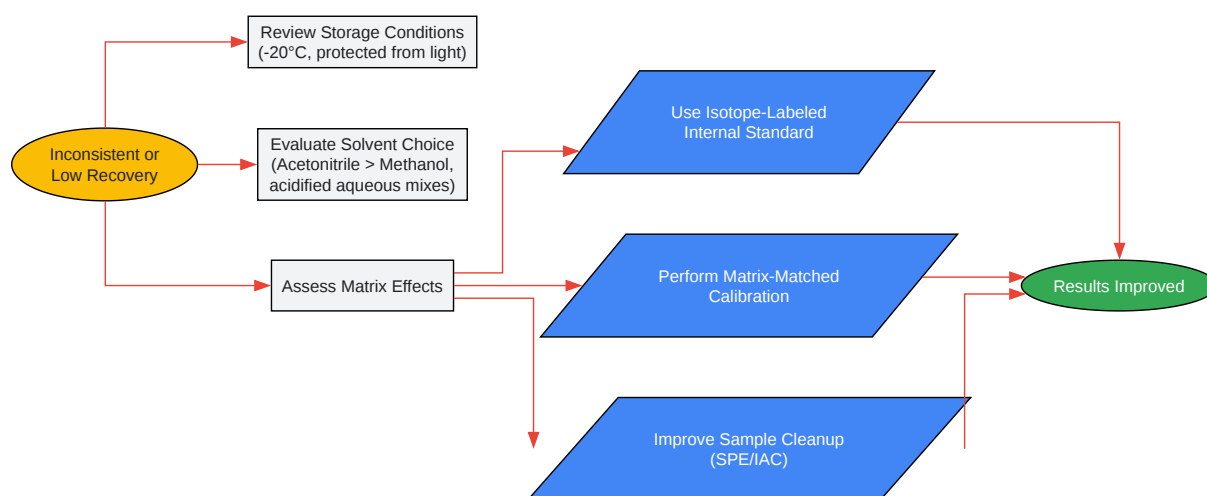 Review Storage Conditions
(-20°C, protected from light)
Use Isotope-Labeled
Internal Standard
Inconsistent or
Low Recovery
Evaluate Solvent Choice
(Acetonitrile > Methanol,
acidified aqueous mixes)
Assess Matrix Effects
Perform Matrix-Matched
Calibration
Results Improved
Improve Sample Cleanup
(SPE/IAC)